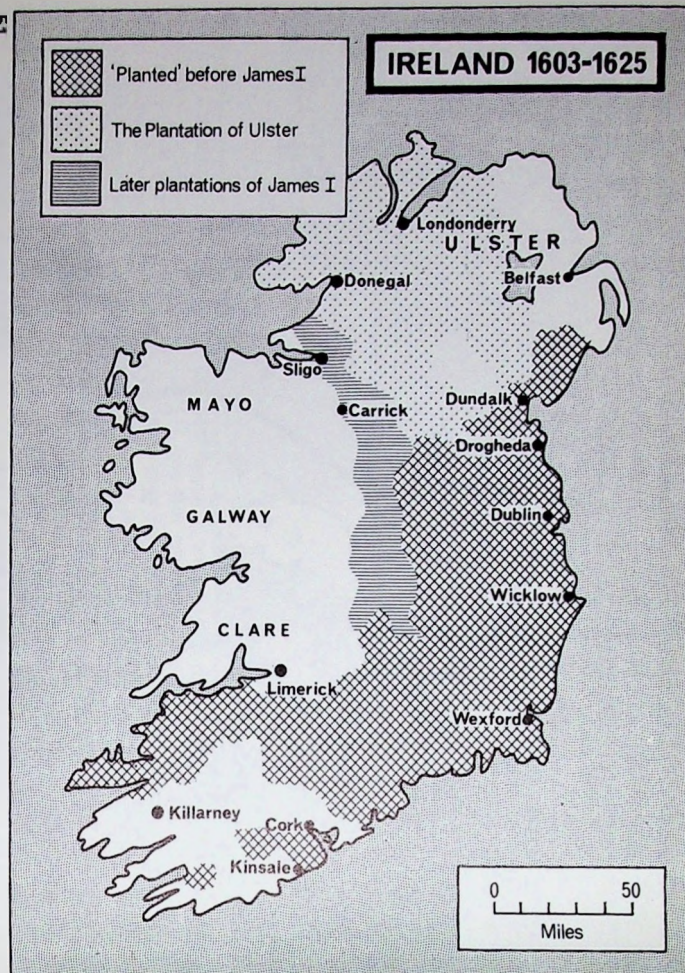 IRELAND 1603-1625
'Planted' before James I
The Plantation of Ulster
Later plantations of James I
Londonderry
ULSTER
Donegal
Belfast
Sligo
MAYO
Carrick
Dundalk
Drogheda
GALWAY
Dublin
Wicklow
CLARE
Limerick
Wexford
Killarney
Cork
Kinsale
0 50
Miles